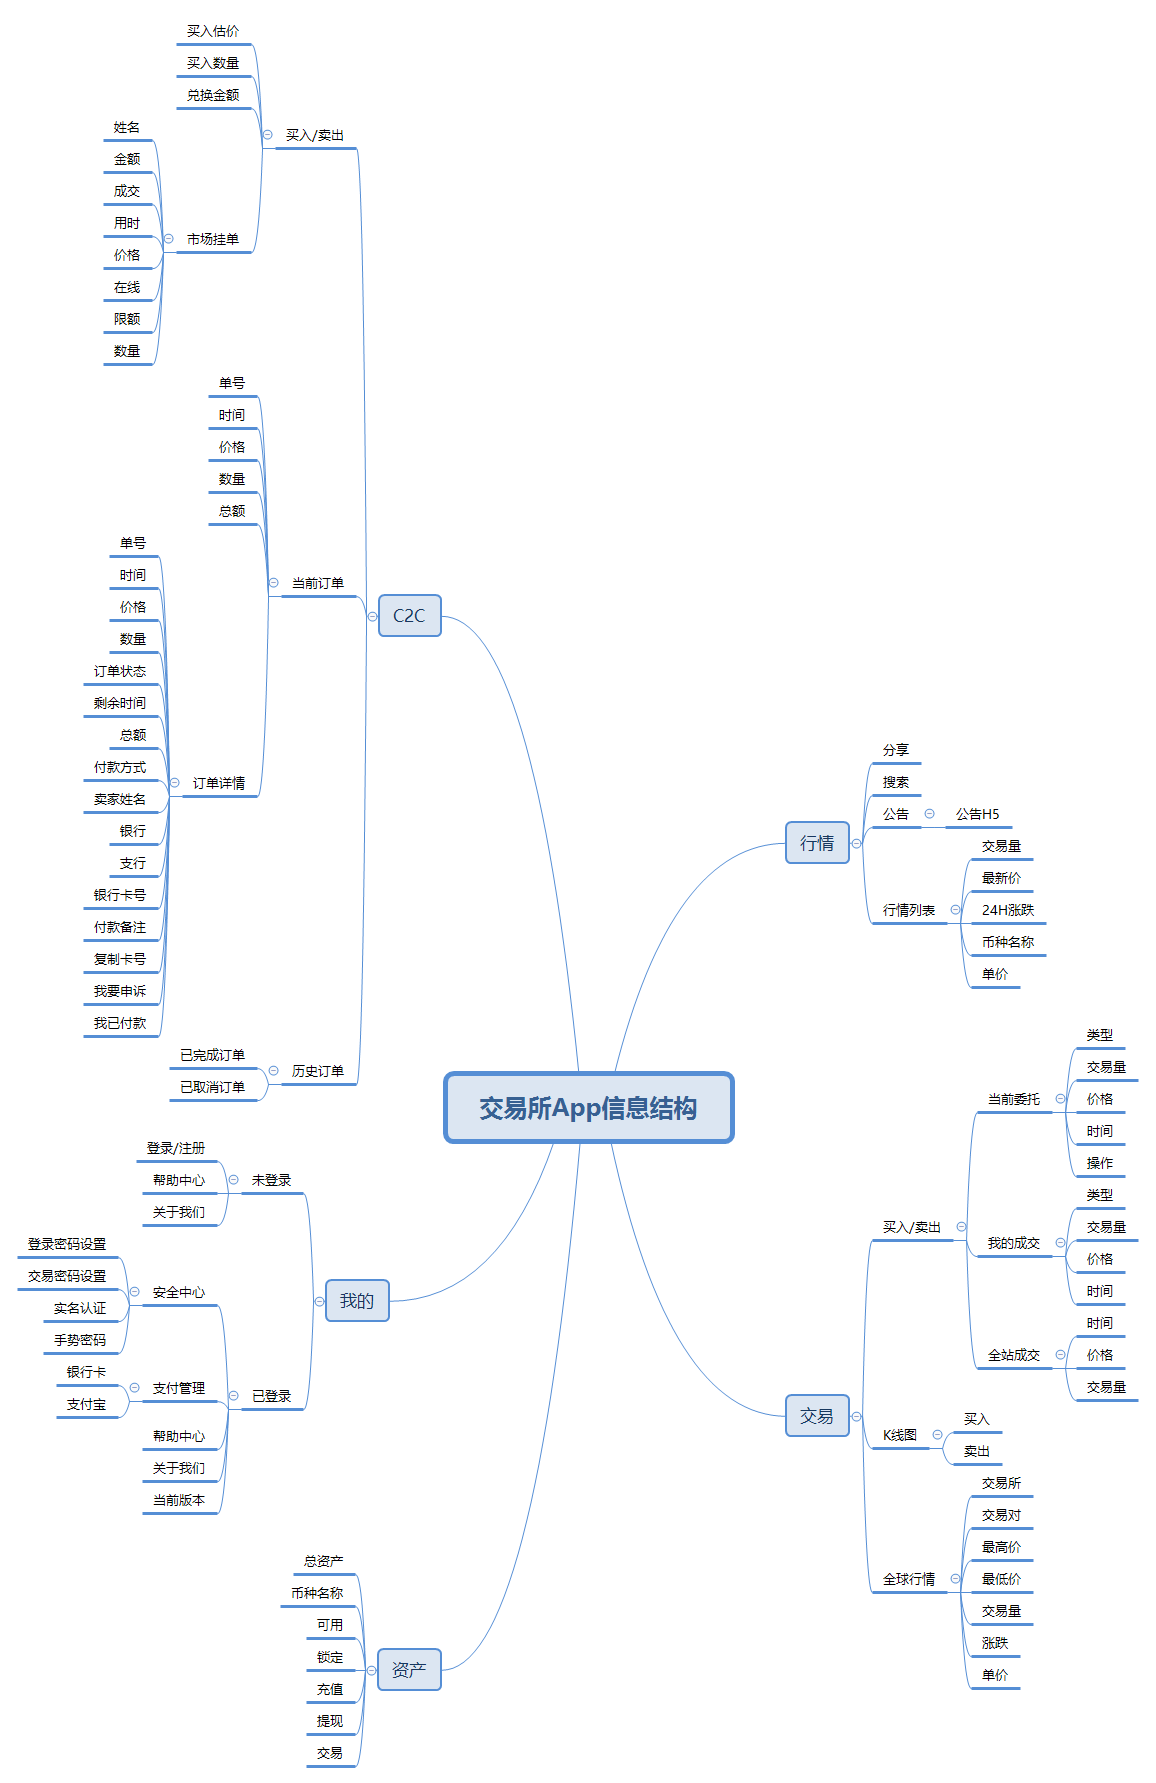 交易所App信息结构
行情
分享
搜索
公告
公告H5
行情列表
交易量
最新价
24H涨跌
币种名称
单价
交易
买入/卖出
当前委托
类型
交易量
价格
时间
操作
我的成交
类型
交易量
价格
时间
全站成交
时间
价格
交易量
K线图
买入
卖出
全球行情
交易所
交易对
最高价
最低价
交易量
涨跌
单价
C2C
买入/卖出
买入估价
买入数量
兑换金额
市场挂单
姓名
金额
成交
用时
价格
在线
限额
数量
当前订单
单号
时间
价格
数量
总额
订单详情
单号
时间
价格
数量
订单状态
剩余时间
总额
付款方式
卖家姓名
银行
支行
银行卡号
付款备注
复制卡号
我要申诉
我已付款
历史订单
已完成订单
已取消订单
我的
未登录
登录/注册
帮助中心
关于我们
已登录
安全中心
登录密码设置
交易密码设置
实名认证
手势密码
支付管理
银行卡
支付宝
帮助中心
关于我们
当前版本
资产
总资产
币种名称
可用
锁定
充值
提现
交易